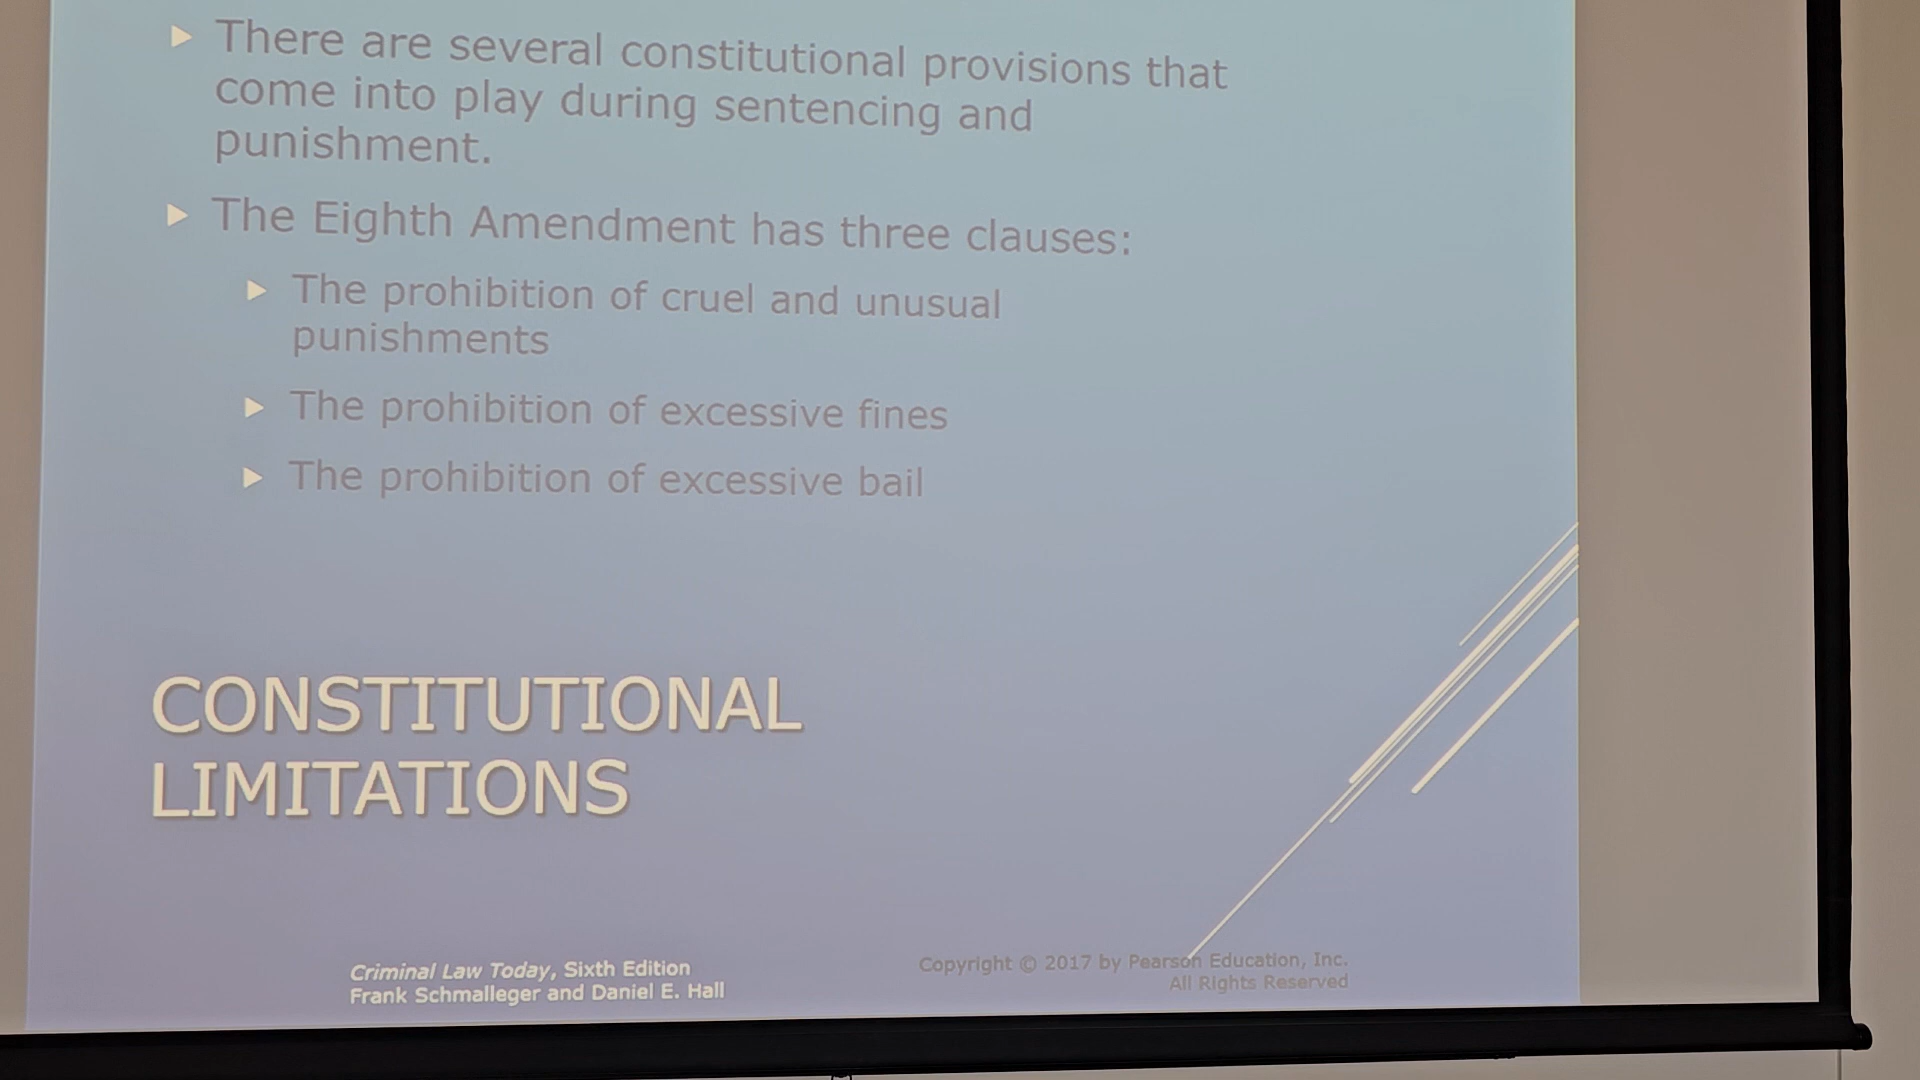 There are several constitutional provisions that
come into play during sentencing and
punishment.
The Eighth Amendment has three clauses:
The prohibition of cruel and unusual
punishments
The prohibition of excessive fines
The prohibition of excessive bail
CONSTITUTIONAL
LIMITATIONS
Criminal Law Today, Sixth Edition
Frank Schmalleger and Daniel E. Hall
Copyright © 2017 by Pearson Education, Inc.
All Rights Reserved